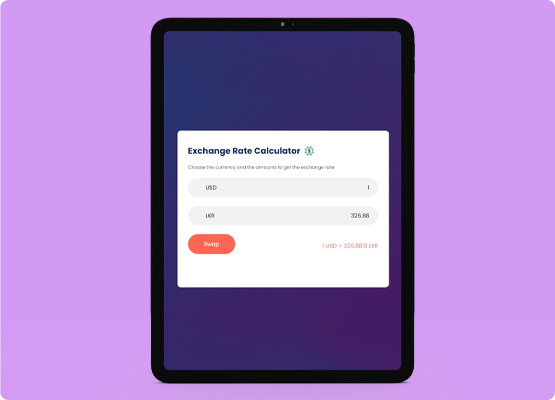 Exchange Rate Calculator
Choose the currency and the amounts to get the exchange rate
USD 1
LKR 326.88
Swap 1 USD = 326.8813 LKR